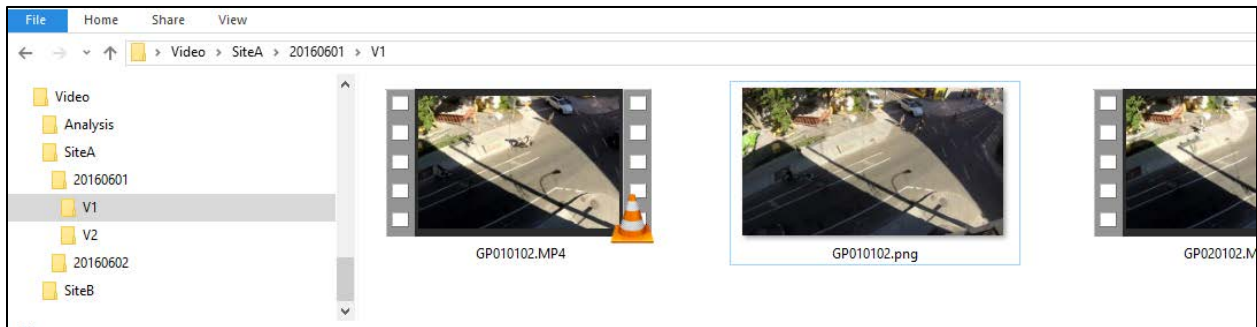 File Home Share View
Video > SiteA > 20160601 > V1
Video
Analysis
SiteA
20160601
V1
V2
20160602
SiteB
GP010102.MP4 GP010102.png GP020102.M